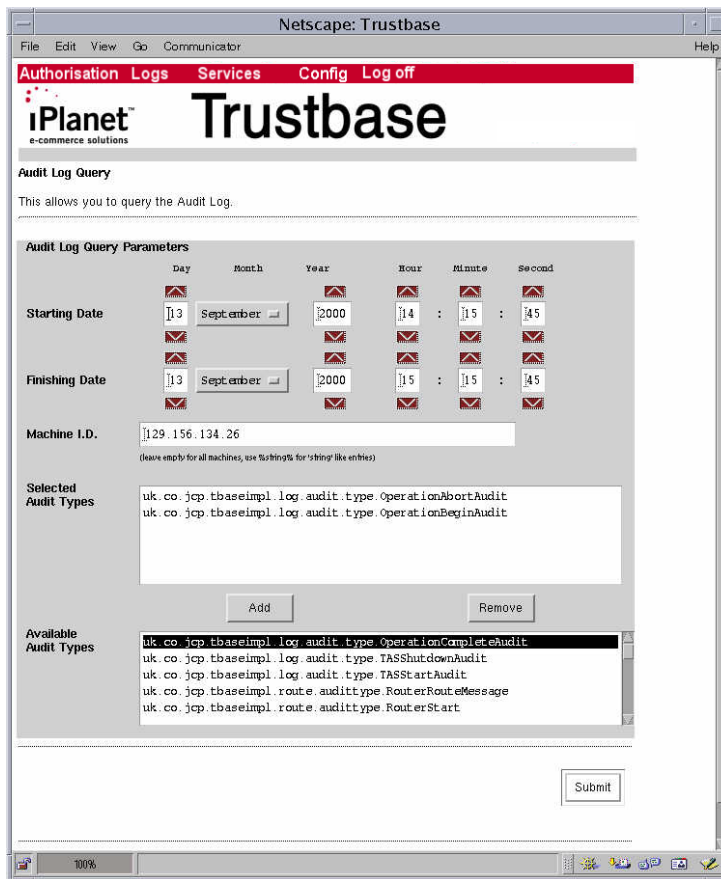 Netscape: Trustbase
File Edit View Go Communicator Help
Authorisation Logs Services Config Log off
iPlanet™
e-commerce solutions
Trustbase
Audit Log Query
This allows you to query the Audit Log.
Audit Log Query Parameters
Day Month Year Hour Minute Second
Starting Date 13 September 2000 14 : 15 : 45
Finishing Date 13 September 2000 15 : 15 : 45
Machine I.D. 129.156.134.26
(leave empty for all machines, use %string% for 'string' like entries)
Selected
Audit Types
uk.co.jcp.tbaseimpl.log.audit.type.OperationAbortAudit
uk.co.jcp.tbaseimpl.log.audit.type.OperationBeginAudit
Add Remove
Available
Audit Types
uk.co.jcp.tbaseimpl.log.audit.type.OperationCompleteAudit
uk.co.jcp.tbaseimpl.log.audit.type.TASShutdownAudit
uk.co.jcp.tbaseimpl.log.audit.type.TASStartAudit
uk.co.jcp.tbaseimpl.route.audittype.RouterRouteMessage
uk.co.jcp.tbaseimpl.route.audittype.RouterStart
Submit
100%